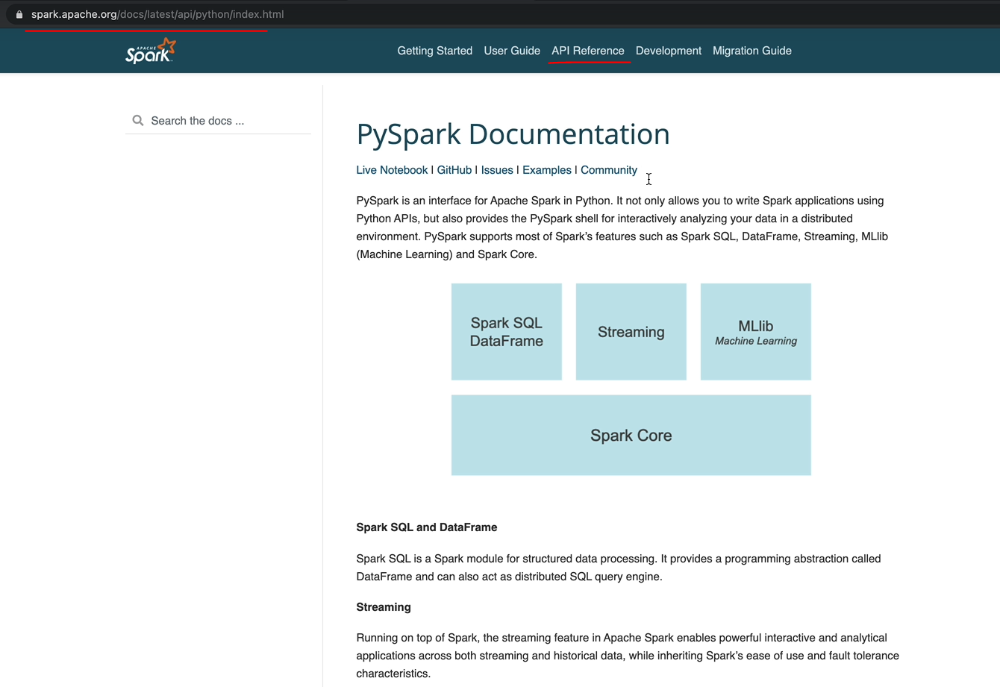 spark.apache.org/docs/latest/api/python/index.html
APACHE
Spark
Getting Started User Guide API Reference Development Migration Guide
Search the docs ...
PySpark Documentation
Live Notebook | GitHub | Issues | Examples | Community
PySpark is an interface for Apache Spark in Python. It not only allows you to write Spark applications using
Python APIs, but also provides the PySpark shell for interactively analyzing your data in a distributed
environment. PySpark supports most of Spark’s features such as Spark SQL, DataFrame, Streaming, MLlib
(Machine Learning) and Spark Core.
Spark SQL
DataFrame
Streaming
MLlib
Machine Learning
Spark Core
Spark SQL and DataFrame
Spark SQL is a Spark module for structured data processing. It provides a programming abstraction called
DataFrame and can also act as distributed SQL query engine.
Streaming
Running on top of Spark, the streaming feature in Apache Spark enables powerful interactive and analytical
applications across both streaming and historical data, while inheriting Spark’s ease of use and fault tolerance
characteristics.